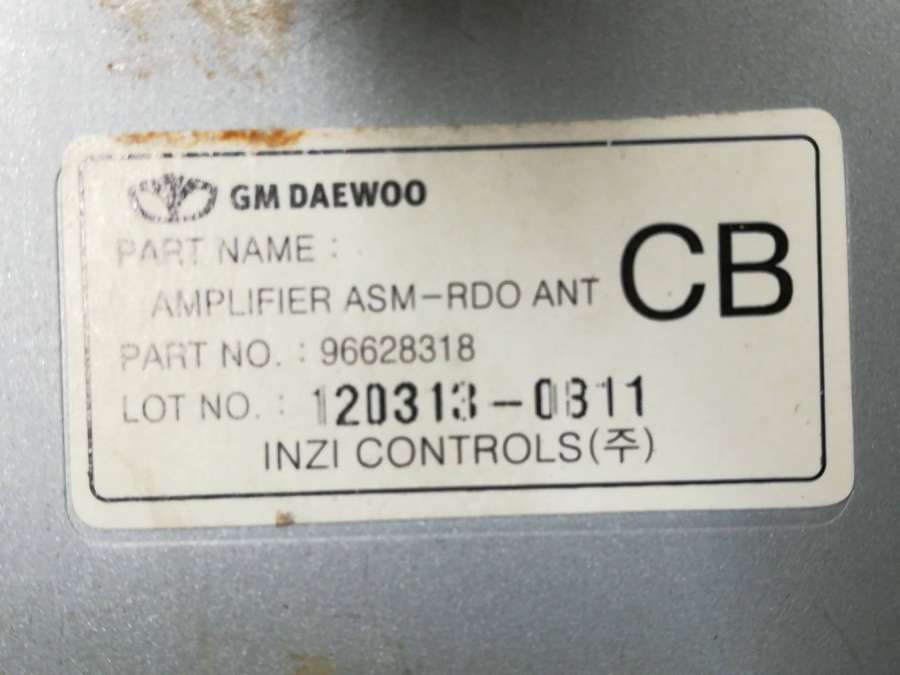 GM DAEWOO
PART NAME :
AMPLIFIER ASM-RDO ANT
CB
PART NO. : 96628318
LOT NO. : 120313-0811
INZI CONTROLS(주)